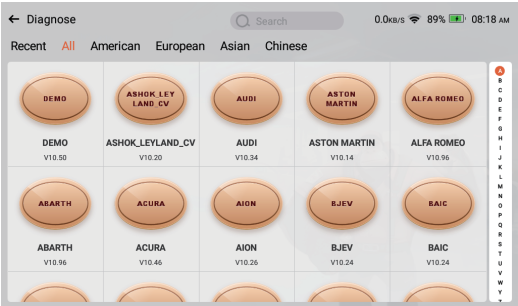 ← Diagnose Search 0.0KB/S 89% 08:18 AM
Recent All American European Asian Chinese
DEMO ASHOK_LEY LAND_CV AUDI ASTON MARTIN ALFA ROMEO
DEMO ASHOK_LEYLAND_CV AUDI ASTON MARTIN ALFA ROMEO
V10.50 V10.20 V10.34 V10.14 V10.96
ABARTH ACURA AION BJEV BAIC
ABARTH ACURA AION BJEV BAIC
V10.96 V10.46 V10.26 V10.24 V10.24
A
B
C
D
E
F
G
H
I
J
K
L
M
N
O
P
Q
R
S
T
U
V
W
Y